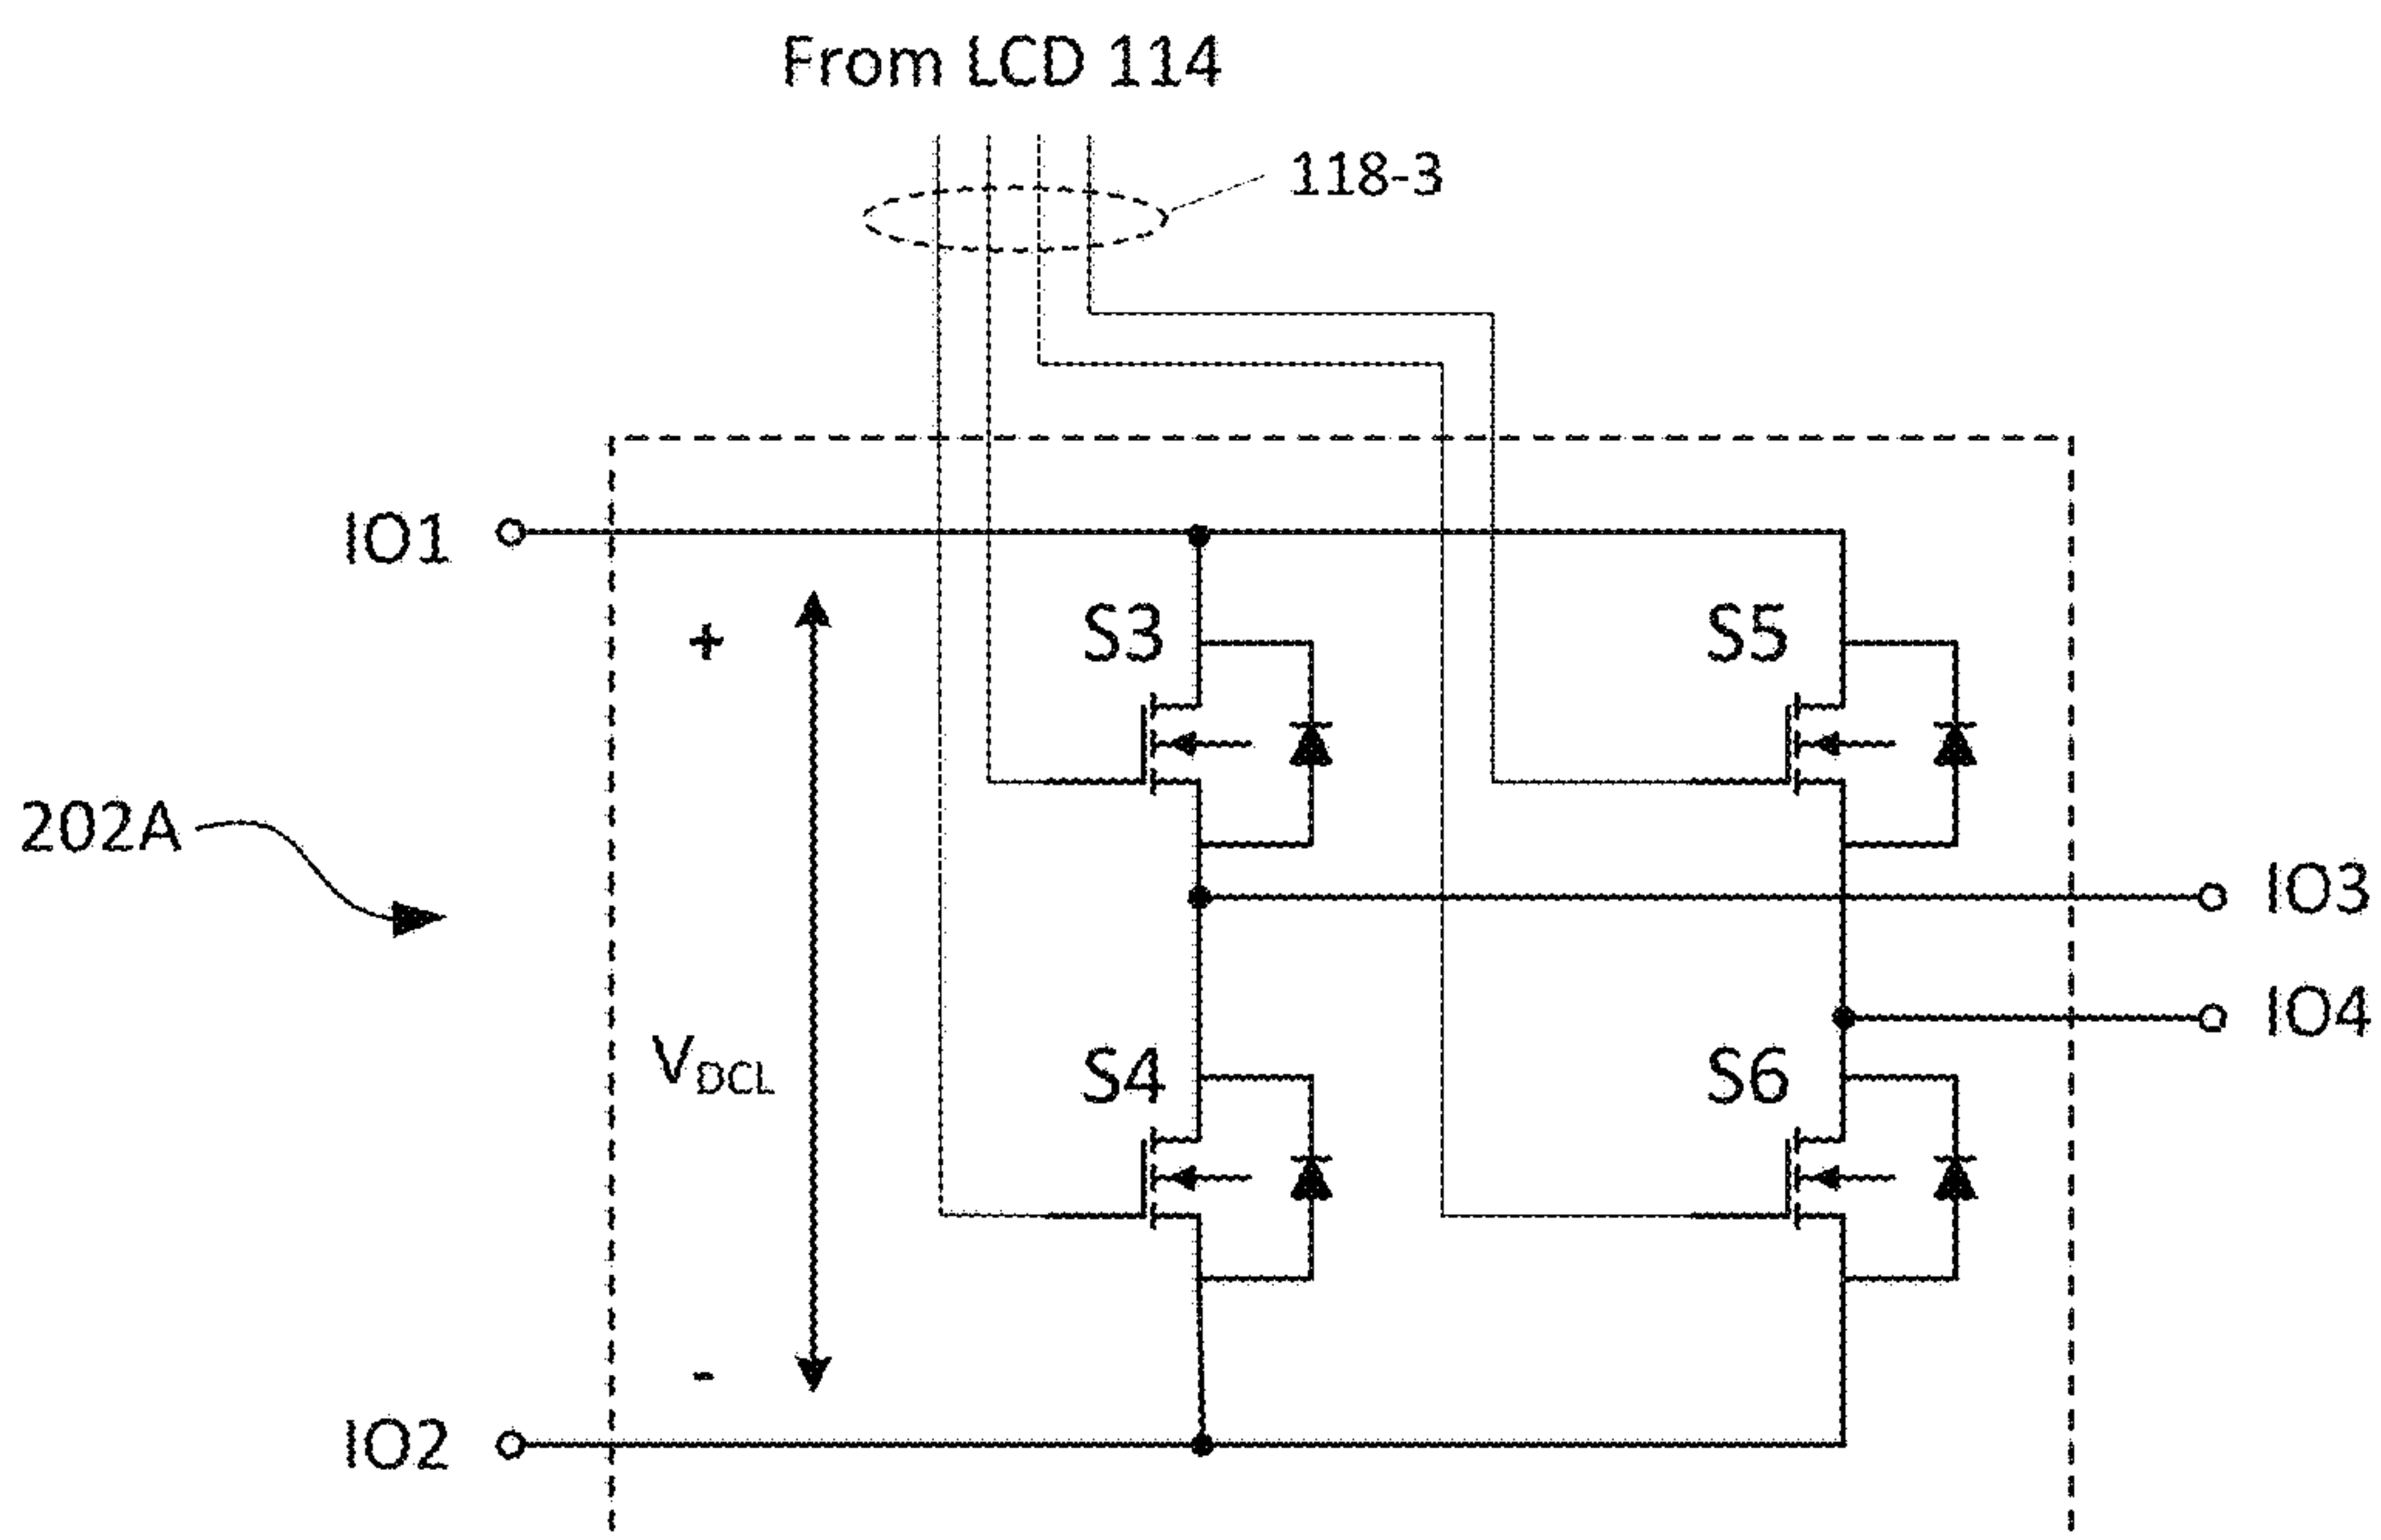 From LCD 114
118-3
IO1
S3
S5
+
202A
IO3
IO4
VDCL
S4
S6
-
IO2